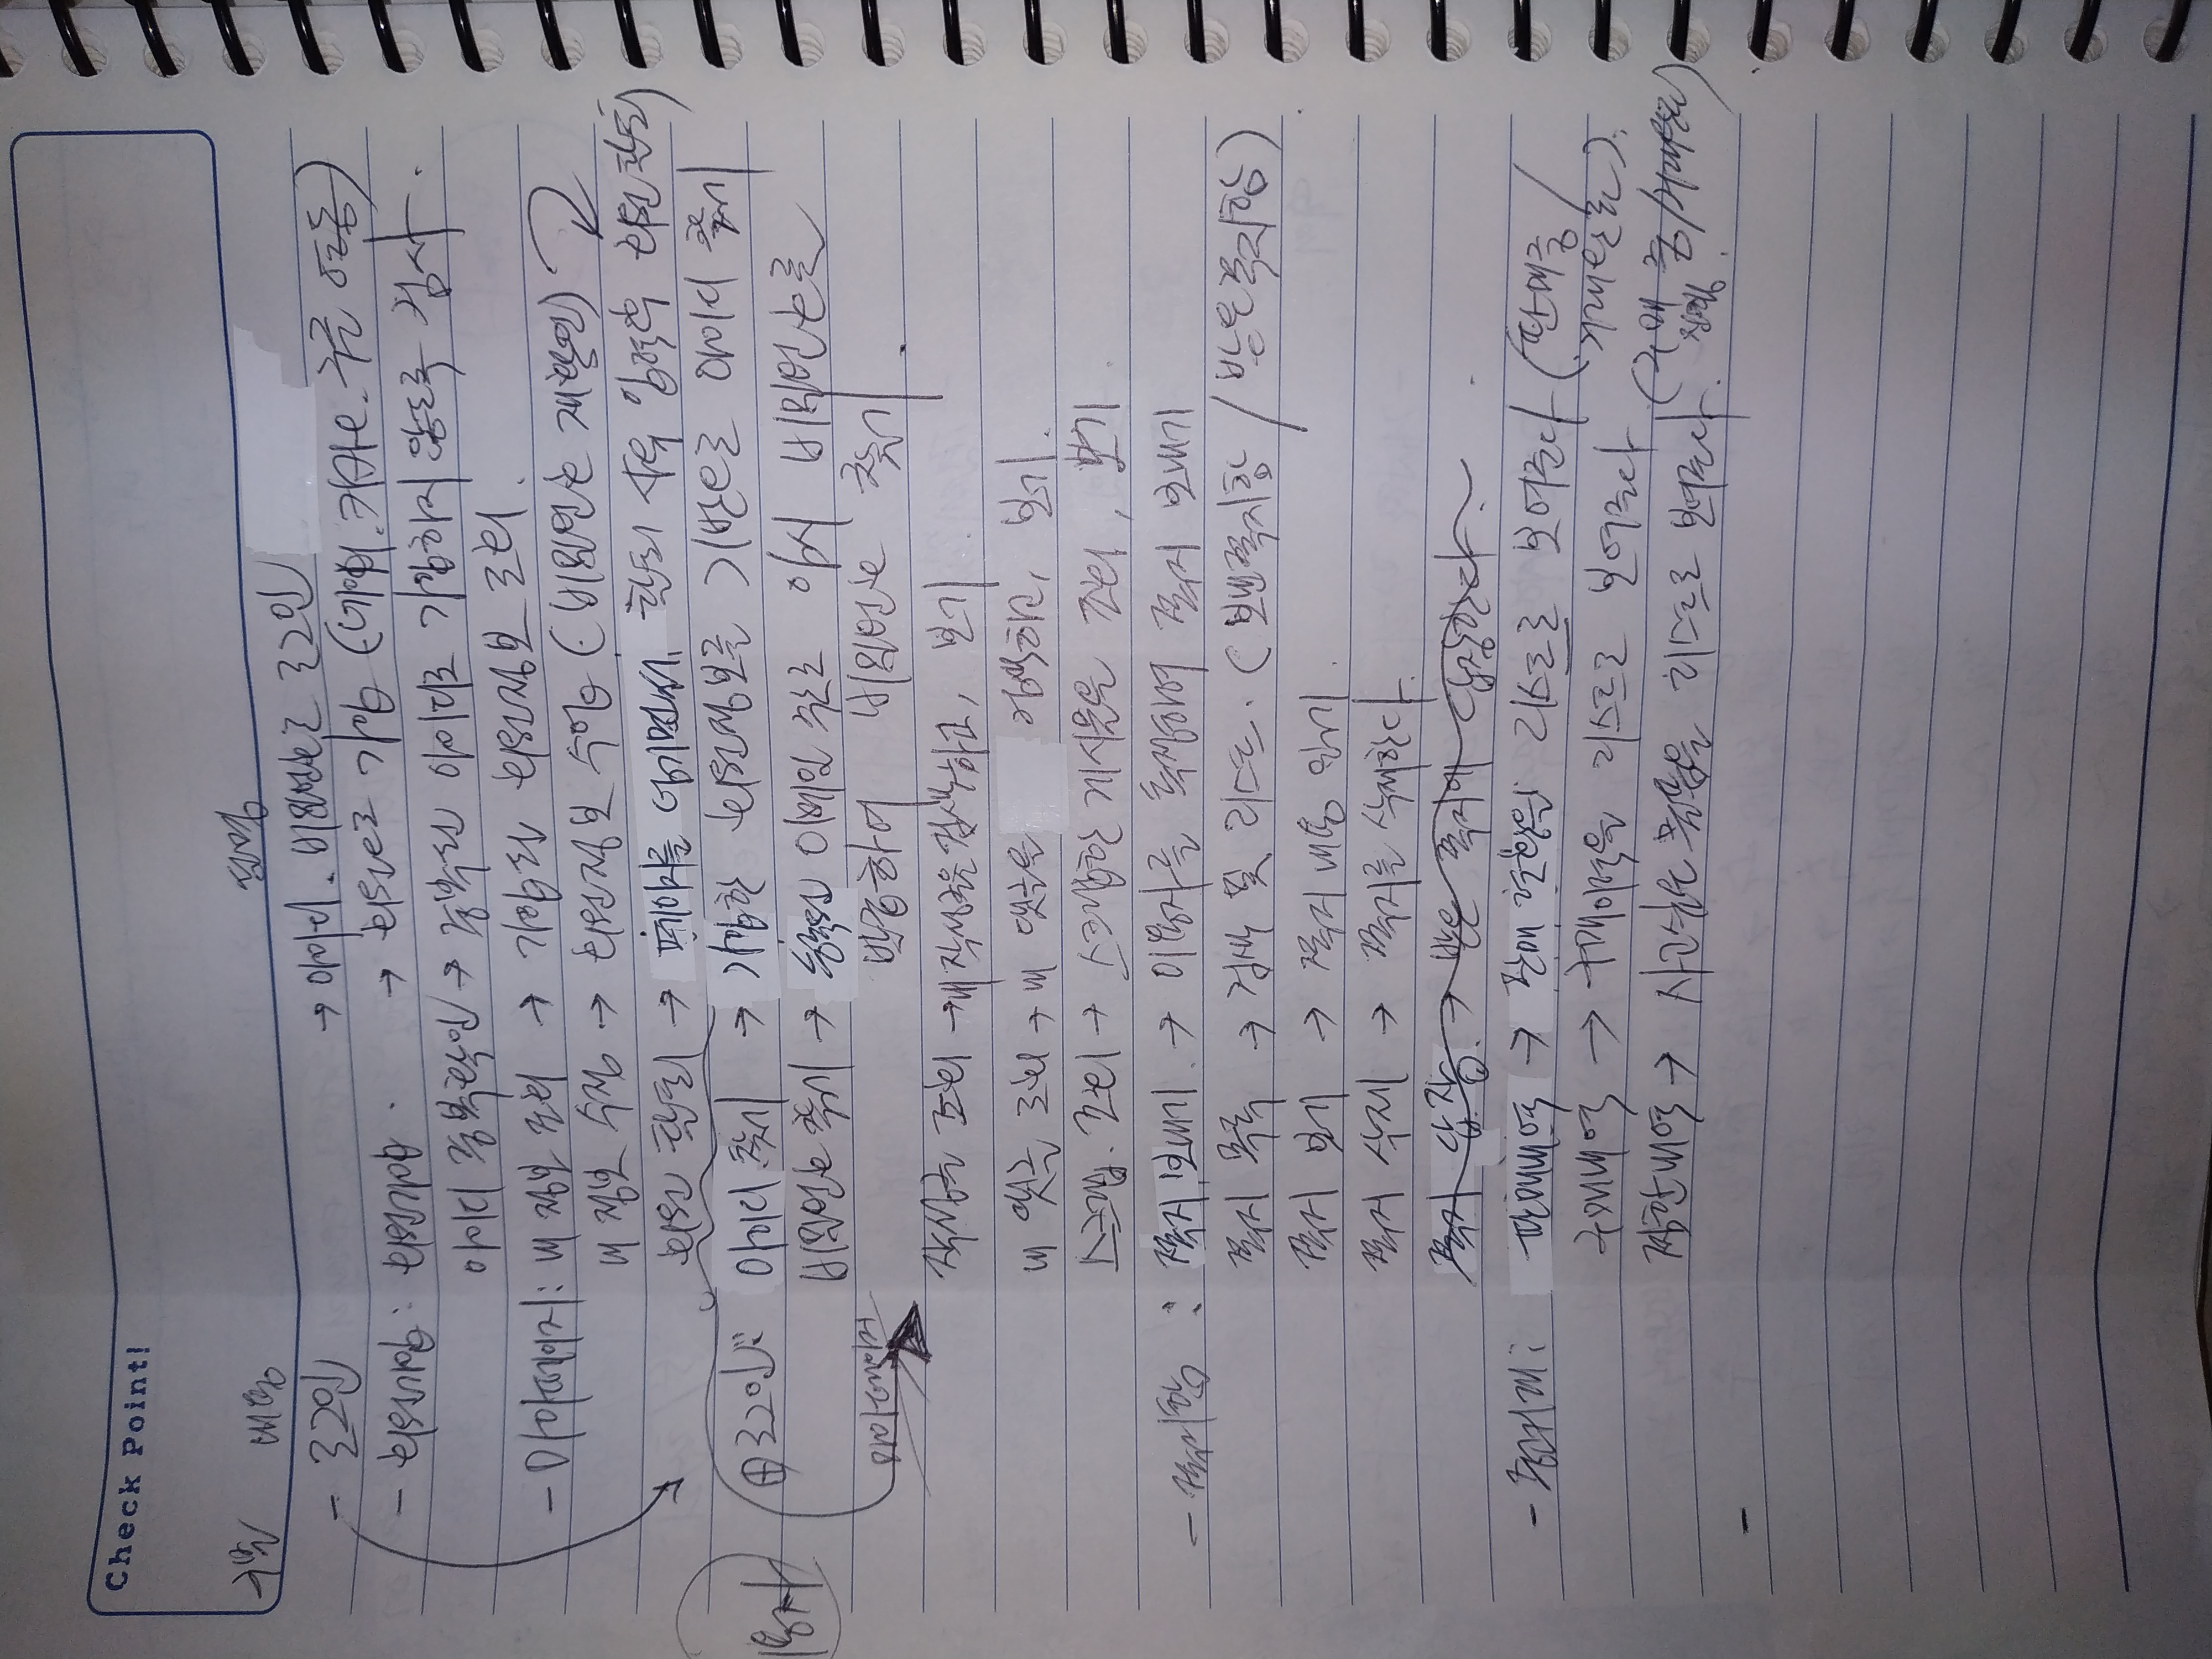 Check Point!
구분 내용 설명
- 로그인 → 아이디, 비밀번호로 로그인
- 회원가입: 회원가입 → 회원으로 가입 (네이버, 카카오, 구글 연동)
아이디 중복확인 → 중복된 아이디로 가입하지 않도록 검사.
- 마이페이지: 내 정보 조회 → 가입된 회원정보 조회.
내 정보 수정 → 회원정보 수정 (비밀번호 재확인)
회원 탈퇴 → 페이지를 넘기면서, 탈퇴 사유 입력후 회원탈퇴
⊕로그인: 아이디 찾기 → 가입한 회원정보를 기반으로 아이디 찾기
비밀번호 찾기 → 등록된 이메일 주소로 임시 비밀번호를
발송하여 비밀번호 찾기.
마이페이지
작성글 조회 → 내 작성글을 검색하고, 보기
내 댓글 조회 → 내 댓글을 검색하고, 보기.
스크랩 조회 → 스크랩한 게시물을 조회, 보기.
- 쪽지함 : 쪽지 보내기 → 이용자를 특정하여 쪽지 보내기
쪽지 목록 → 검색 및 리스트. (보낸쪽지함 / 받은쪽지함)
쪽지 보기 → 쪽지 내용 읽기.
쪽지 삭제 → 쪽지를 삭제한다.
쪽지 답장 → 받은 쪽지에 답장한다.
- 중고거래: 판매내역 → 판매 현황을 리스트로 보여준다 (판매중/
거래완료).
구매내역 → 구매이력을 리스트로 보여준다
(구매 진행중/거래완료)
찜한내역 → 사고싶은 물품을 리스트로 보여준다.
-